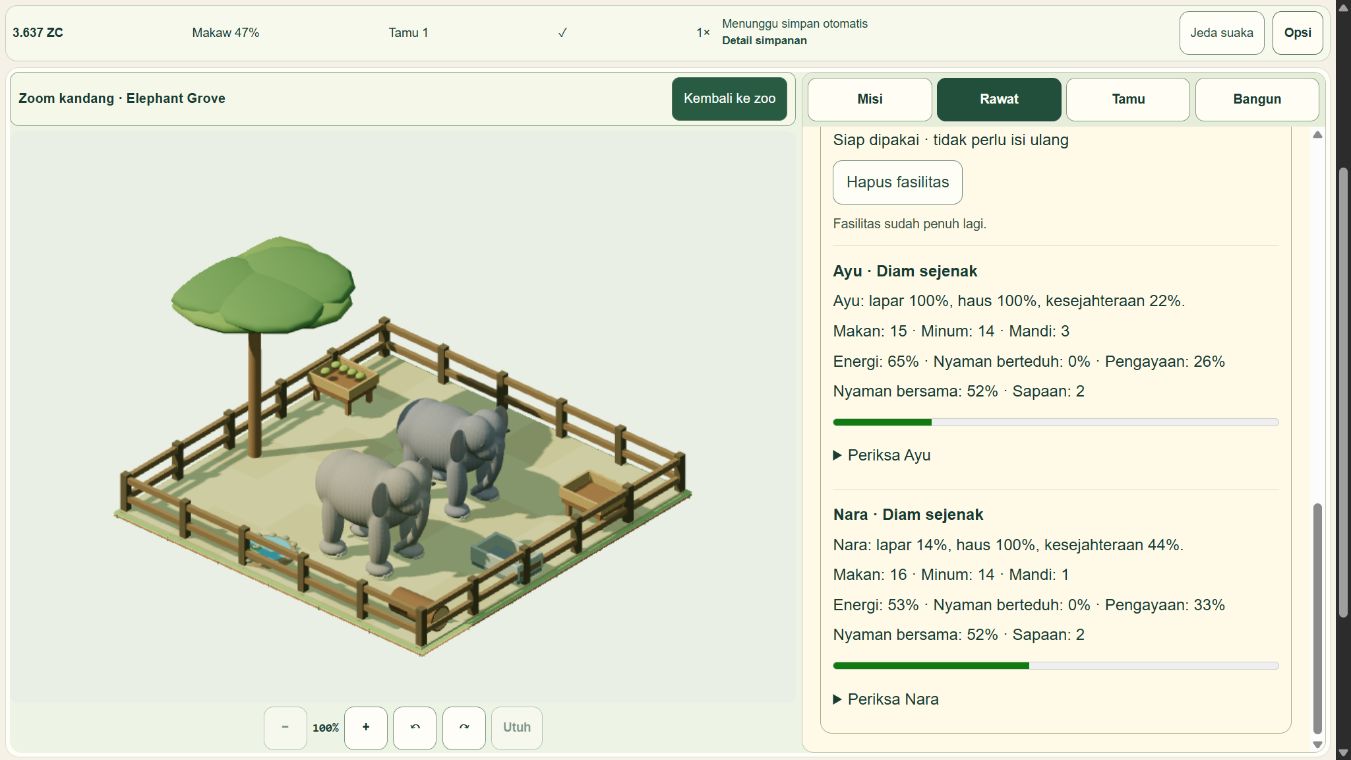 3.637 ZC
Makaw 47%
Tamu 1
✓
1×
Menunggu simpan otomatis
Detail simpanan
Jeda suaka
Opsi
Zoom kandang · Elephant Grove
Kembali ke zoo
Misi
Rawat
Tamu
Bangun
Siap dipakai · tidak perlu isi ulang
Hapus fasilitas
Fasilitas sudah penuh lagi.
Ayu · Diam sejenak
Ayu: lapar 100%, haus 100%, kesejahteraan 22%.
Makan: 15 · Minum: 14 · Mandi: 3
Energi: 65% · Nyaman berteduh: 0% · Pengayaan: 26%
Nyaman bersama: 52% · Sapaan: 2
▶ Periksa Ayu
Nara · Diam sejenak
Nara: lapar 14%, haus 100%, kesejahteraan 44%.
Makan: 16 · Minum: 14 · Mandi: 1
Energi: 53% · Nyaman berteduh: 0% · Pengayaan: 33%
Nyaman bersama: 52% · Sapaan: 2
▶ Periksa Nara
− 100% + ↶ ↷ Utuh